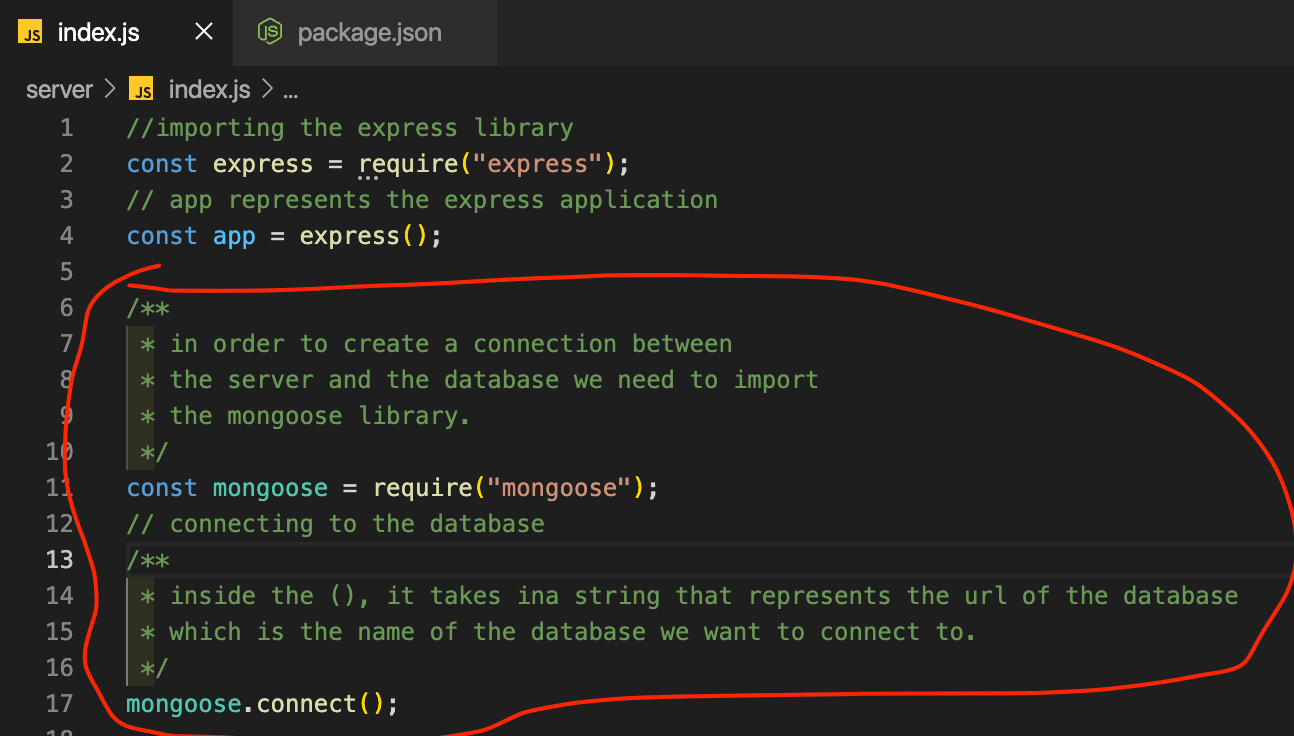 JS index.js × JS package.json
server > JS index.js > ...
1 //importing the express library
2 const express = require("express");
3 // app represents the express application
4 const app = express();
5
6 /**
7 * in order to create a connection between
8 * the server and the database we need to import
9 * the mongoose library.
10 */
11 const mongoose = require("mongoose");
12 // connecting to the database
13 /**
14 * inside the (), it takes ina string that represents the url of the database
15 * which is the name of the database we want to connect to.
16 */
17 mongoose.connect();
18